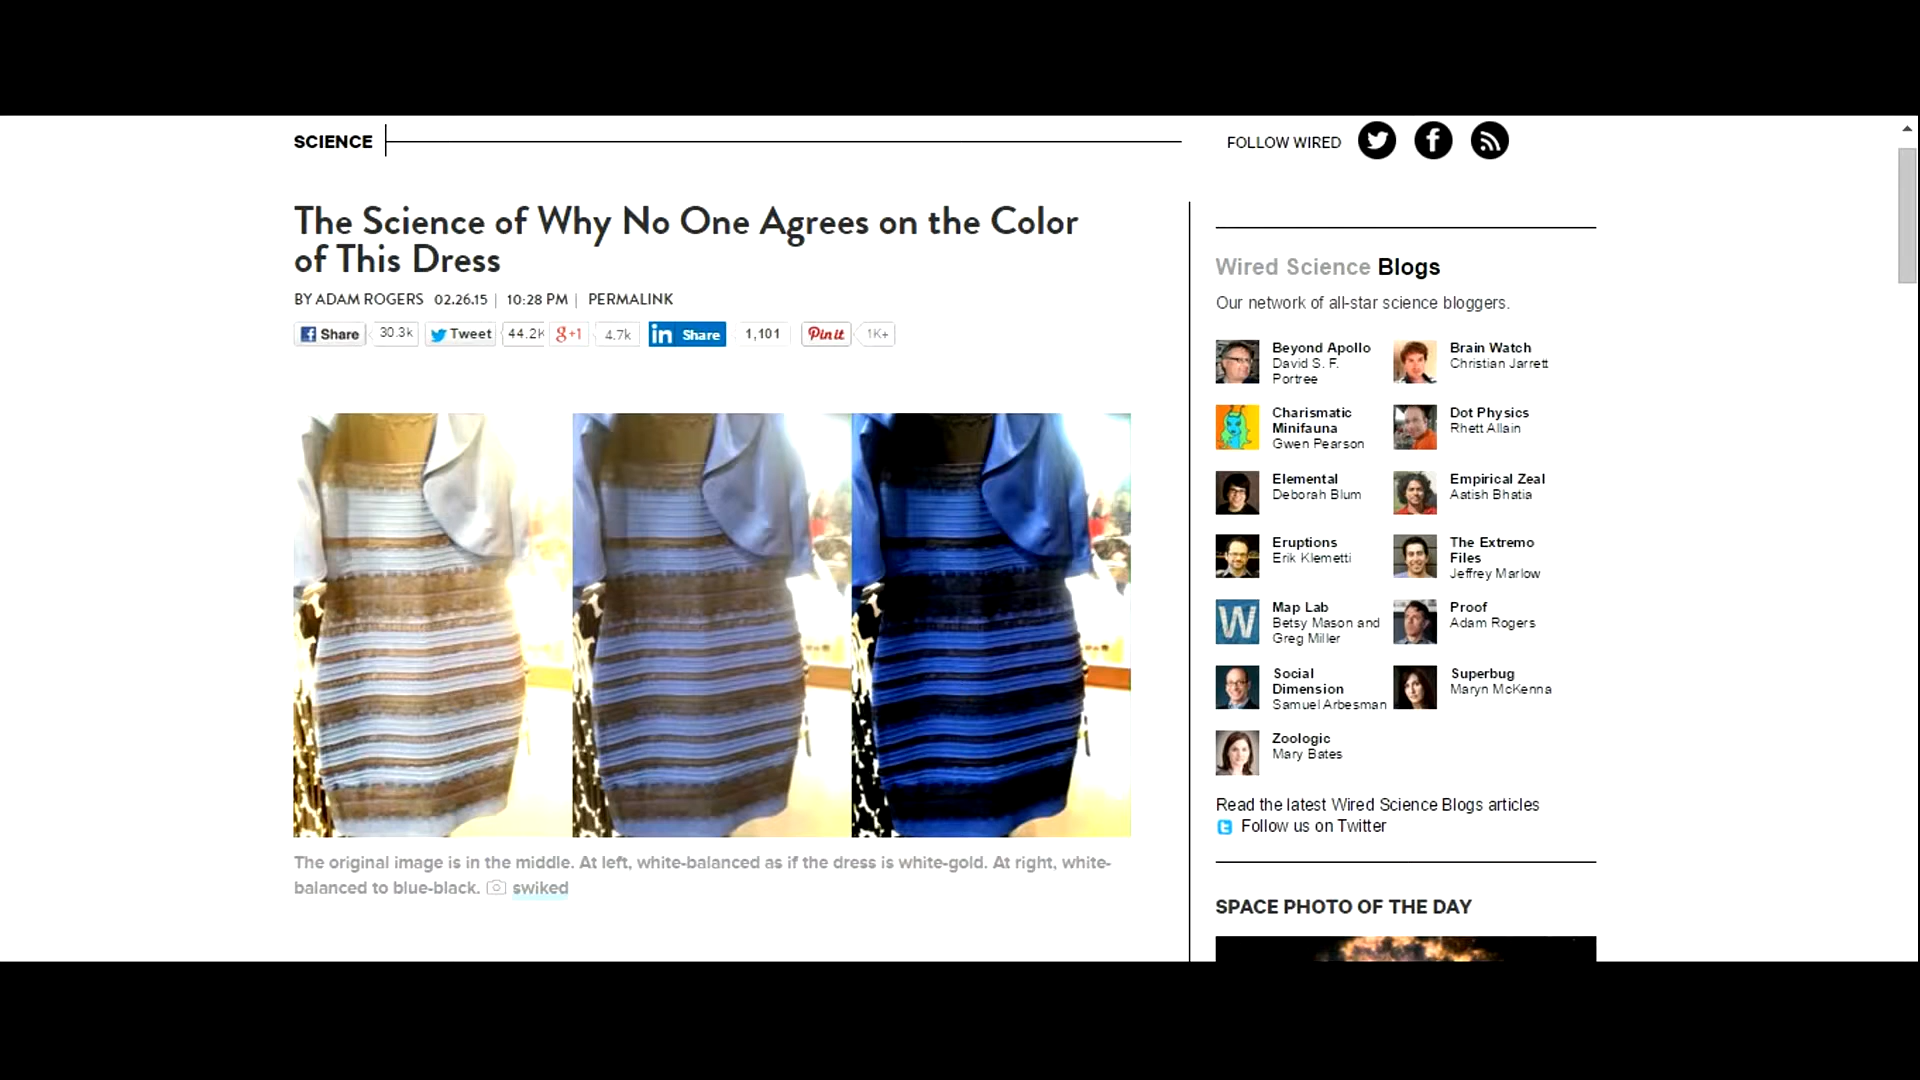 SCIENCE
FOLLOW WIRED
The Science of Why No One Agrees on the Color
of This Dress
BY ADAM ROGERS 02.26.15 | 10:28 PM | PERMALINK
Share 30.3k Tweet 44.2K g+1 4.7k in Share 1,101 Pin it 1K+
The original image is in the middle. At left, white-balanced as if the dress is white-gold. At right, white-
balanced to blue-black. swiked
Wired Science Blogs
Our network of all-star science bloggers.
Beyond Apollo
David S. F.
Portree
Brain Watch
Christian Jarrett
Charismatic
Minifauna
Gwen Pearson
Dot Physics
Rhett Allain
Elemental
Deborah Blum
Empirical Zeal
Aatish Bhatia
Eruptions
Erik Klemetti
The Extremo
Files
Jeffrey Marlow
W
Map Lab
Betsy Mason and
Greg Miller
Proof
Adam Rogers
Social
Dimension
Samuel Arbesman
Superbug
Maryn McKenna
Zoologic
Mary Bates
Read the latest Wired Science Blogs articles
Follow us on Twitter
SPACE PHOTO OF THE DAY